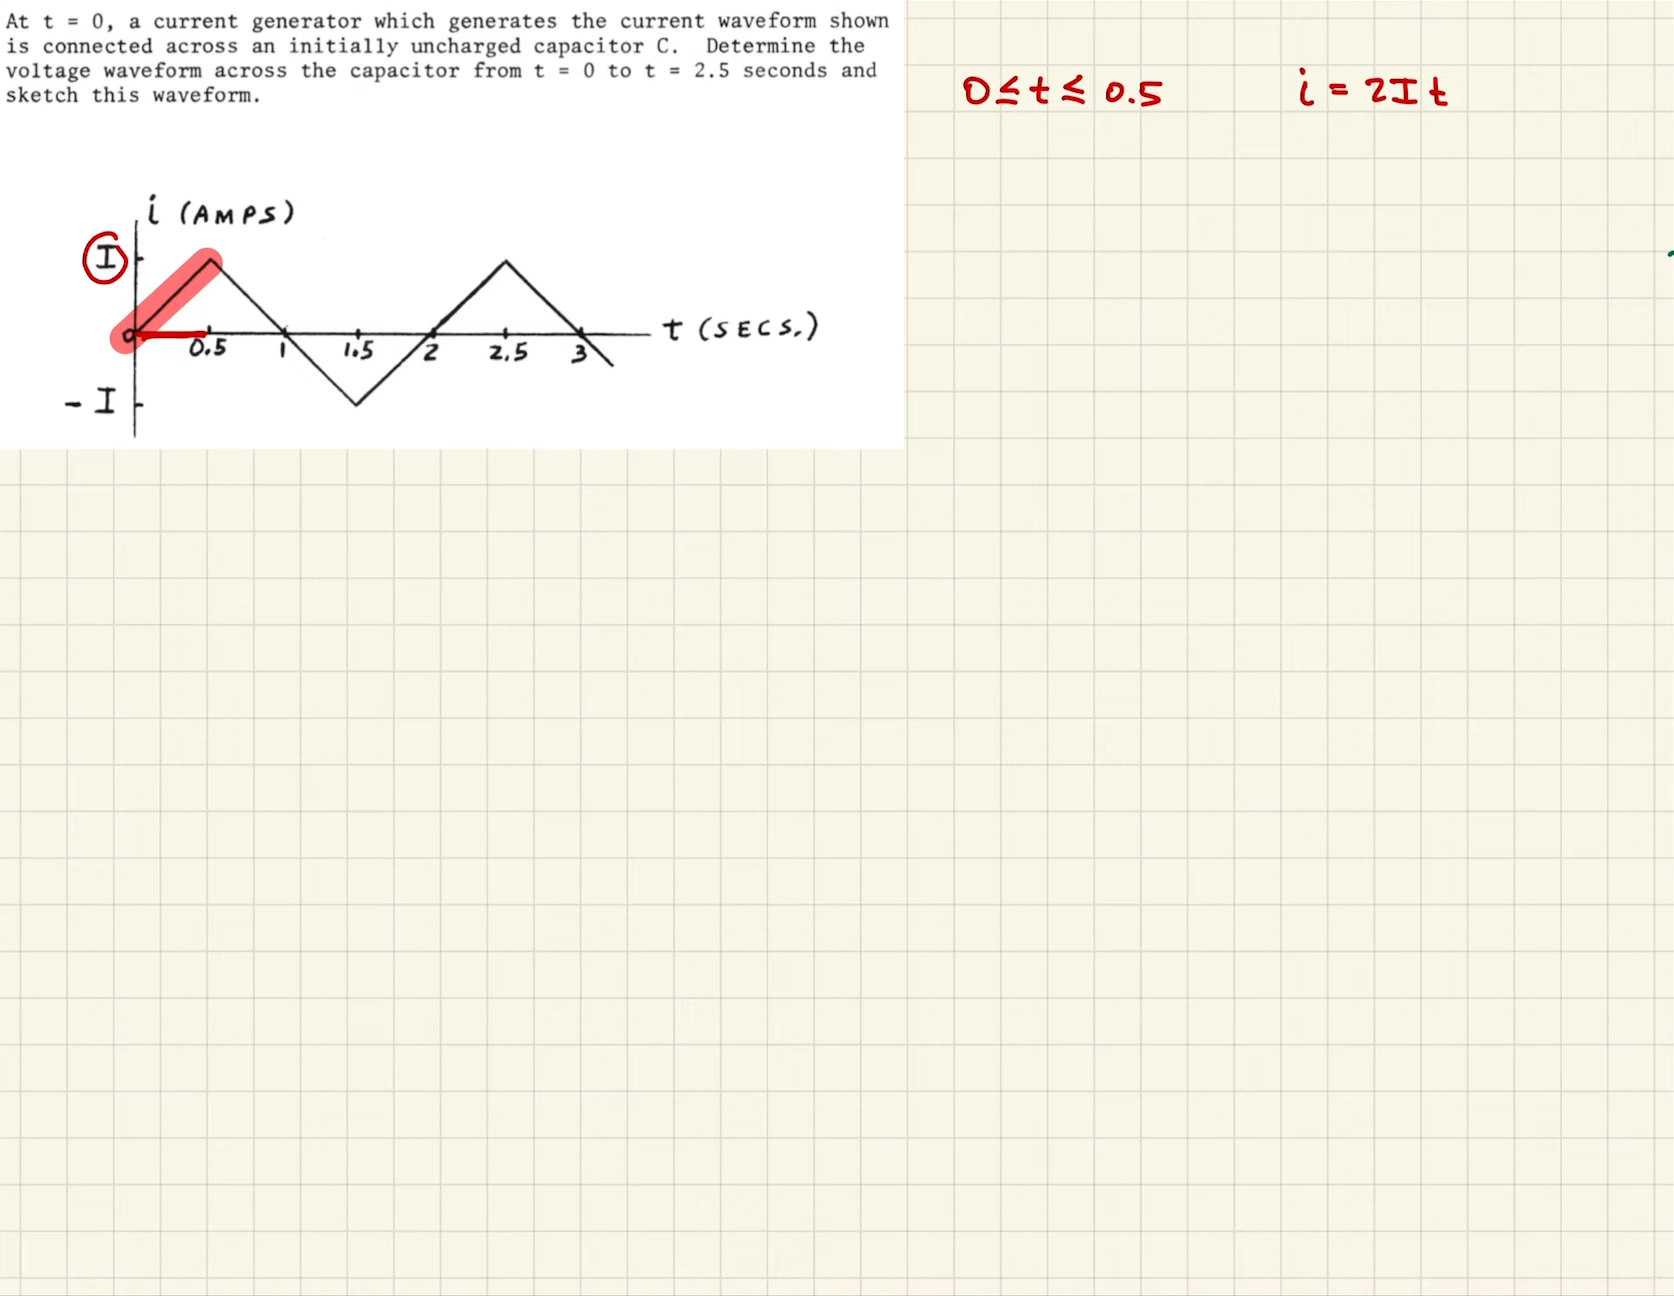 At t = 0, a current generator which generates the current waveform shown
is connected across an initially uncharged capacitor C. Determine the
voltage waveform across the capacitor from t = 0 to t = 2.5 seconds and
sketch this waveform.
0 ≤ t ≤ 0.5 i = 2It
i (AMPS)
I
0
t (SECS.)
0.5 1 1.5 2 2.5 3
- I